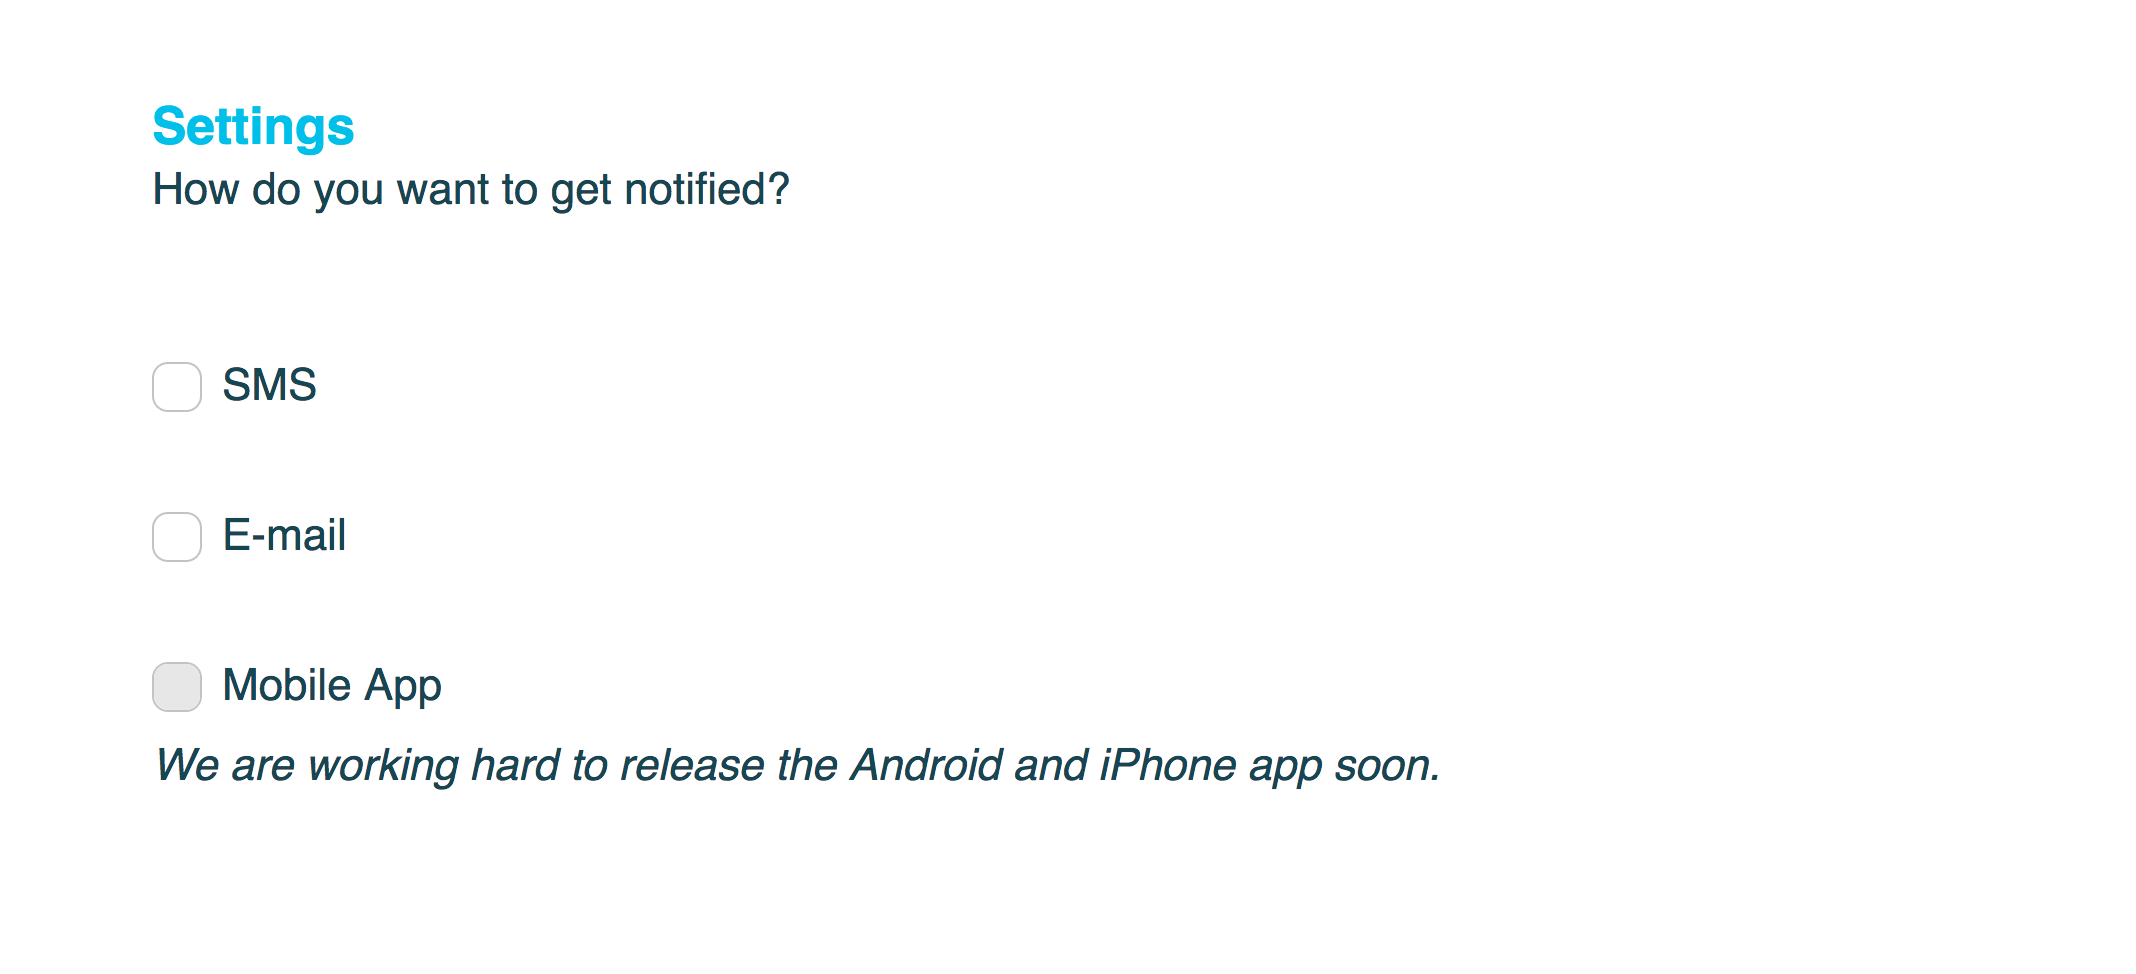 Settings
How do you want to get notified?
SMS
E-mail
Mobile App
We are working hard to release the Android and iPhone app soon.